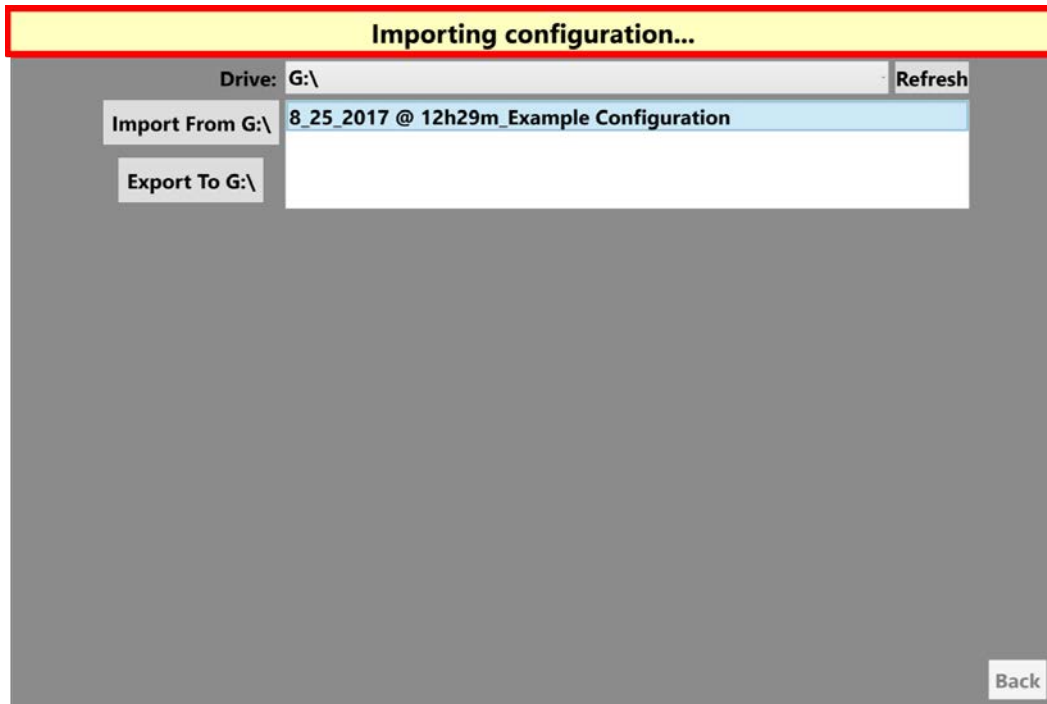 Importing configuration...
Drive: G:\ Refresh
Import From G:\ 8_25_2017 @ 12h29m_Example Configuration
Export To G:\
Back